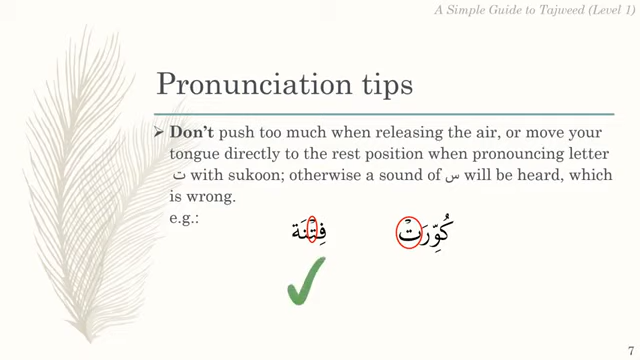 A Simple Guide to Tajweed (Level 1)
Pronunciation tips
➤ Don't push too much when releasing the air, or move your
tongue directly to the rest position when pronouncing letter
ت with sukoon; otherwise a sound of س will be heard, which
is wrong.
e.g.:
كُوِّرَتْ فِتْنَة
7